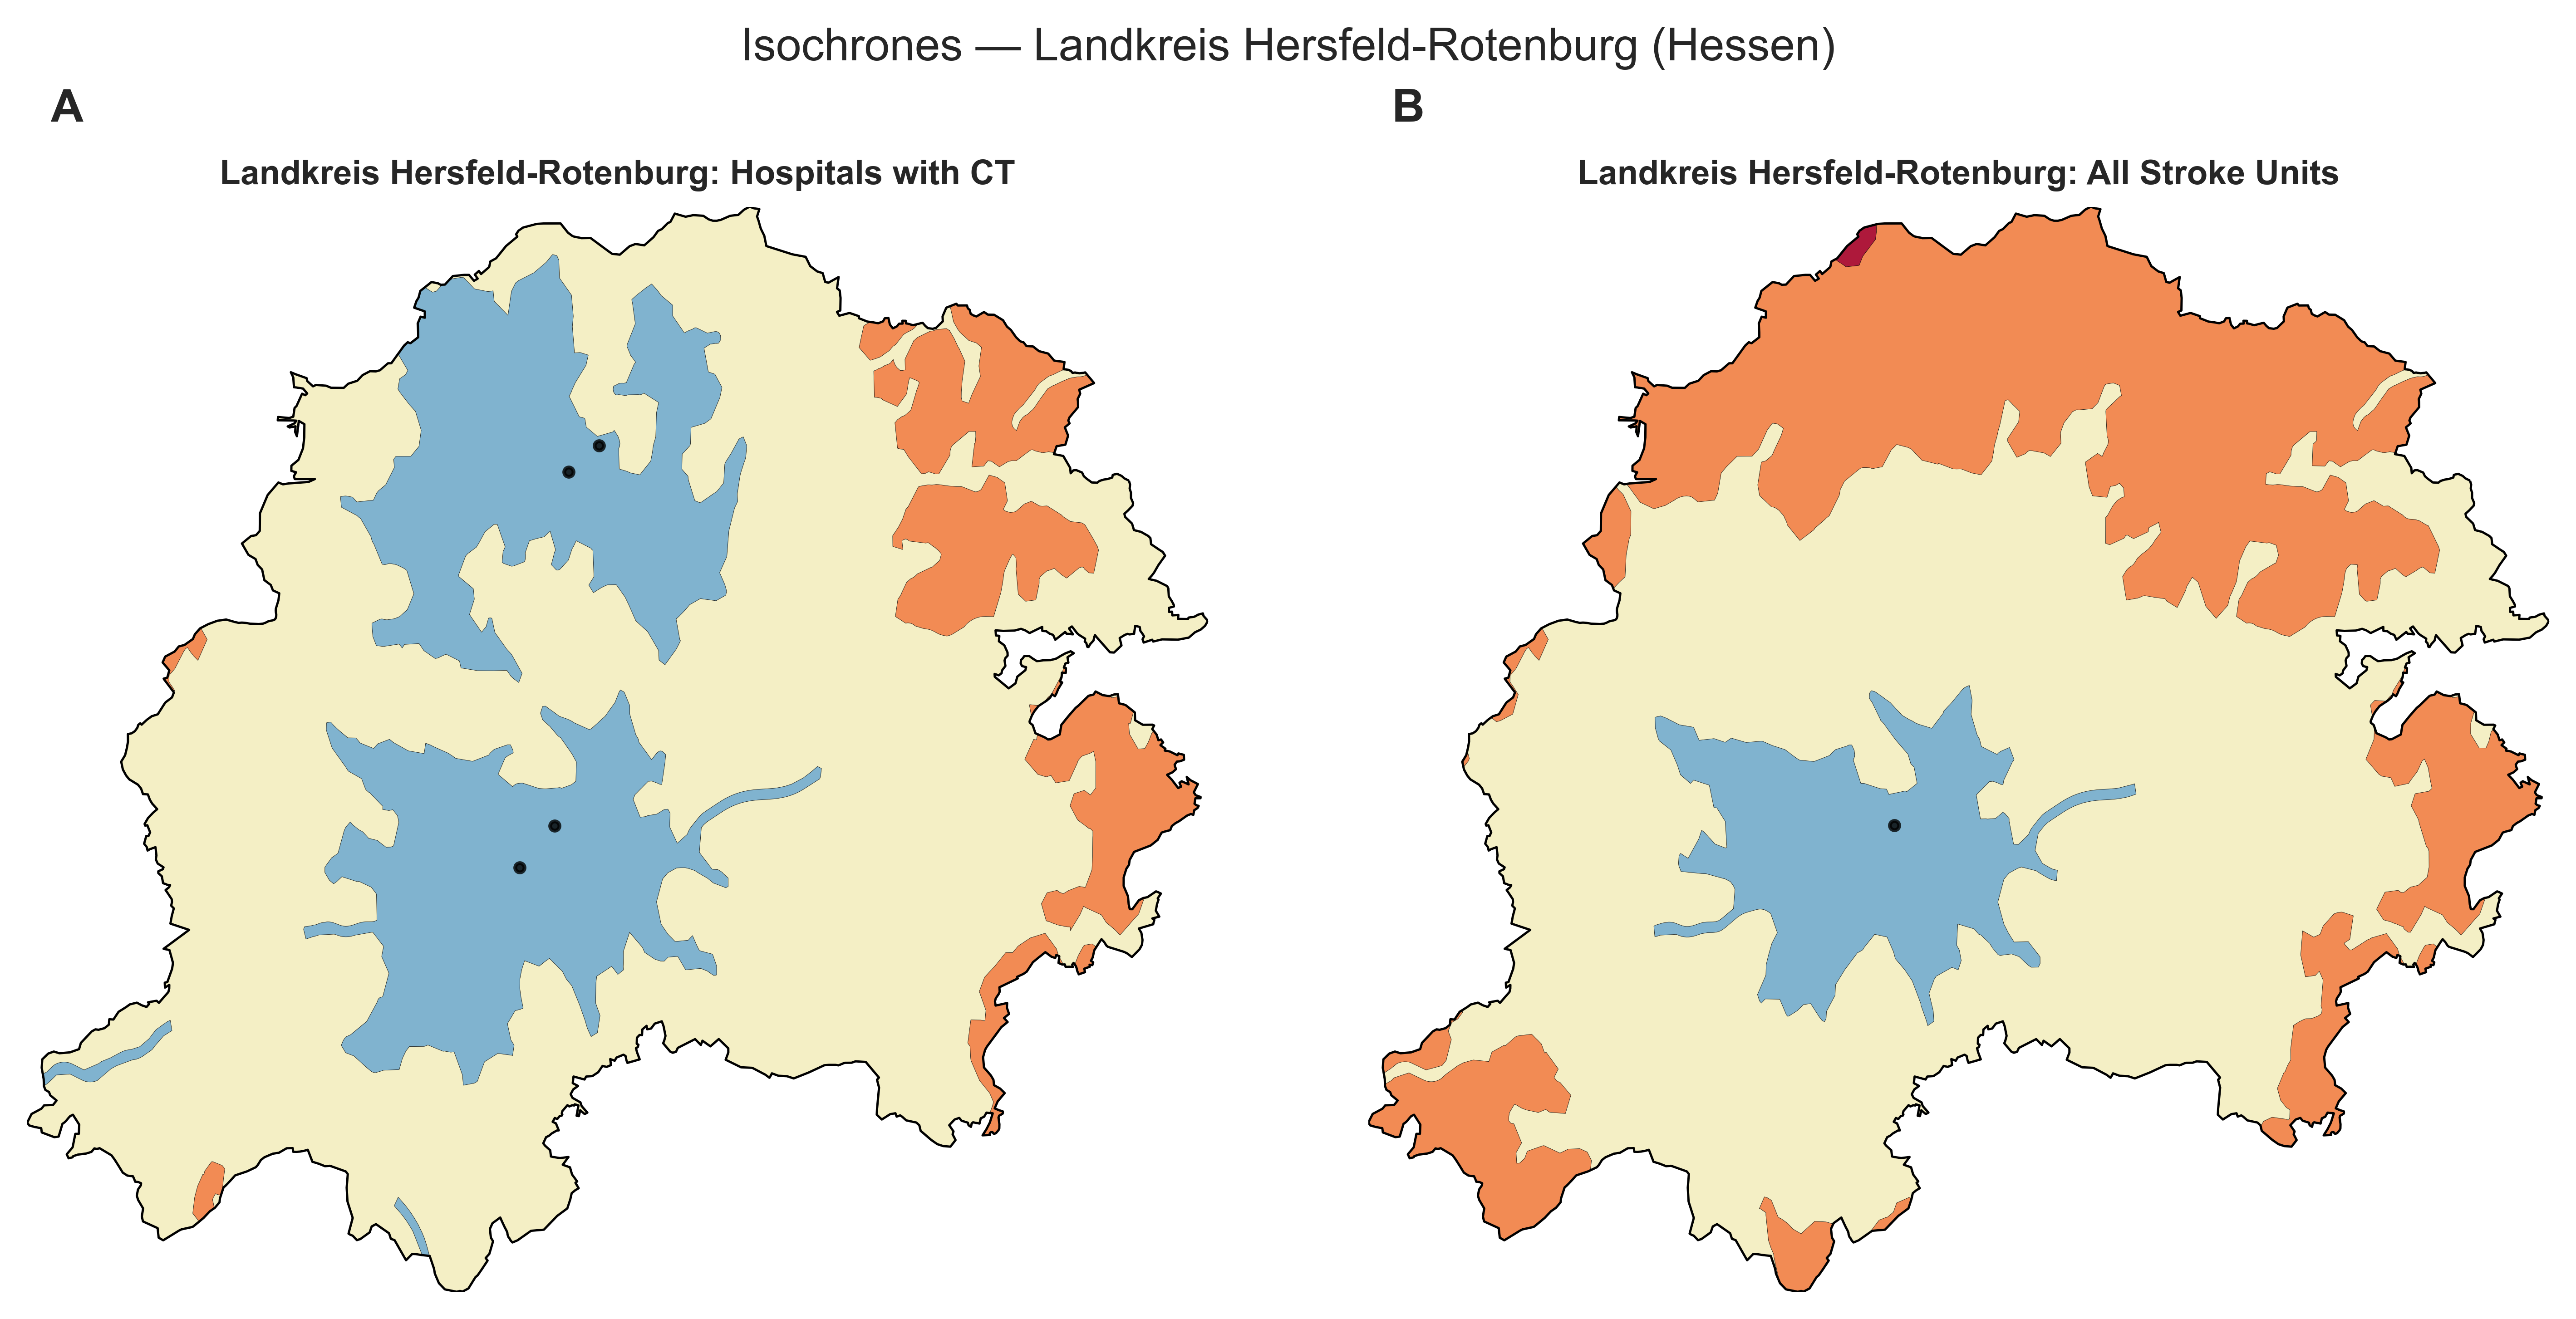 Isochrones — Landkreis Hersfeld-Rotenburg (Hessen)
A
B
Landkreis Hersfeld-Rotenburg: Hospitals with CT
Landkreis Hersfeld-Rotenburg: All Stroke Units